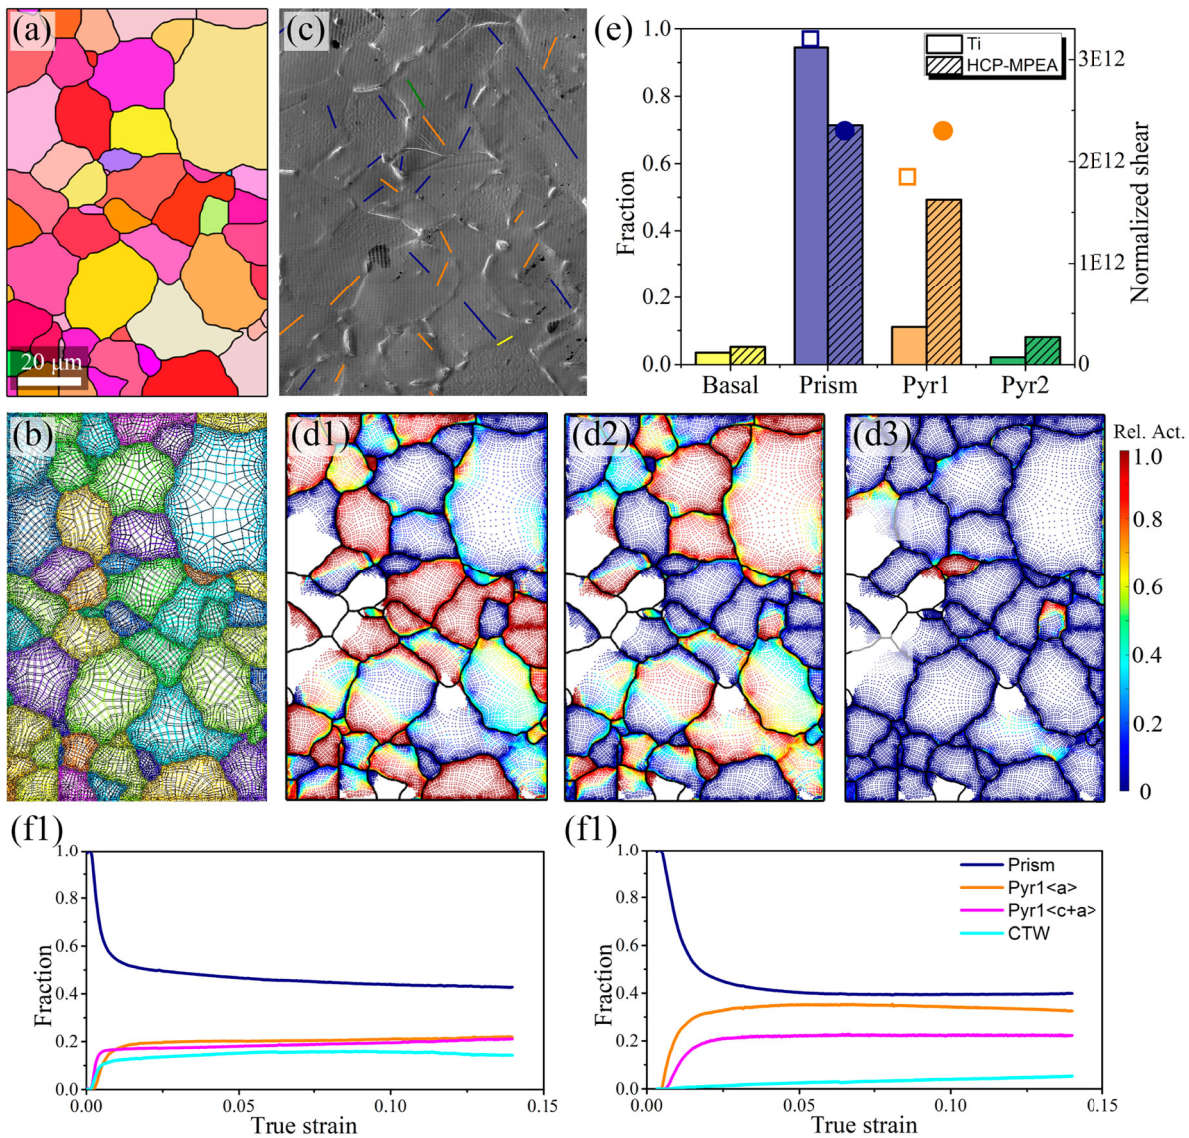 (a)
20 μm
(c)
(e)
1.0
0.8
0.6
0.4
0.2
0.0
Fraction
Ti
HCP-MPEA
3E12
2E12
1E12
0
Normalized shear
Basal Prism Pyr1 Pyr2
(b)
(d1)
(d2)
(d3)
Rel. Act.
1.0
0.8
0.6
0.4
0.2
0
(f1)
1.0
0.8
0.6
0.4
0.2
0.0
Fraction
0.00 0.05 0.10 0.15
True strain
(f1)
1.0
0.8
0.6
0.4
0.2
0.0
Fraction
Prism
Pyr1<a>
Pyr1<c+a>
CTW
0.00 0.05 0.10 0.15
True strain